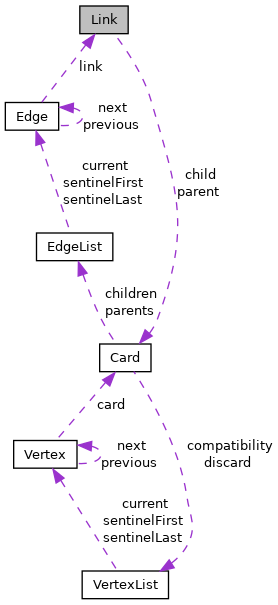 Link
link
Edge
next
previous
child
parent
current
sentinelFirst
sentinelLast
EdgeList
children
parents
Card
card
compatibility
discard
Vertex
next
previous
current
sentinelFirst
sentinelLast
VertexList